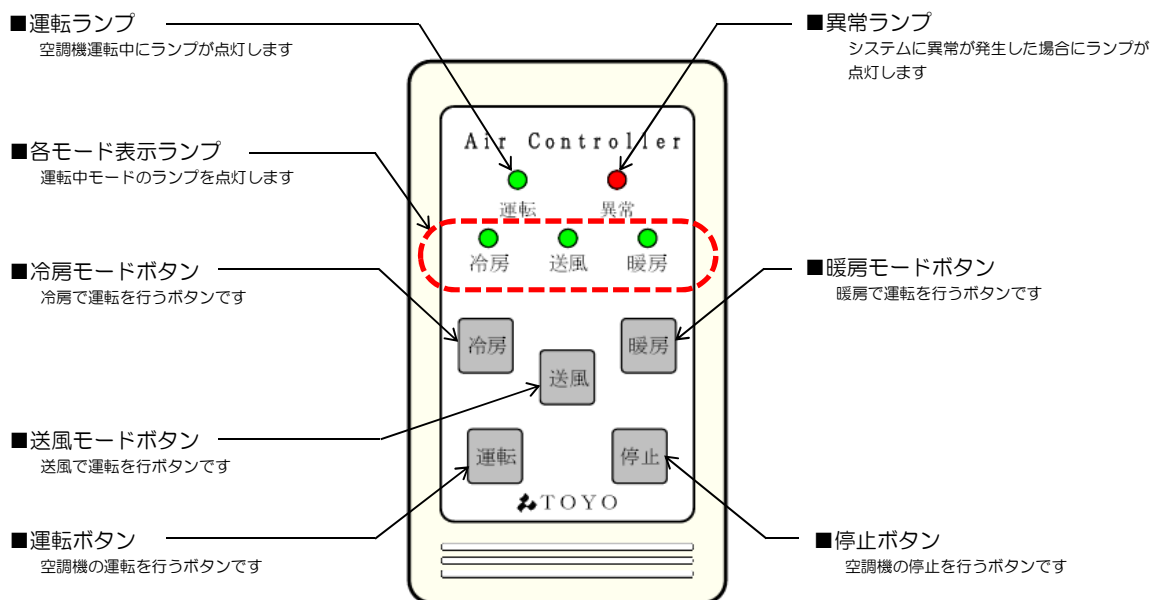 ■運転ランプ
空調機運転中にランプが点灯します
■異常ランプ
システムに異常が発生した場合にランプが
点灯します
■各モード表示ランプ
運転中モードのランプを点灯します
■冷房モードボタン
冷房で運転を行うボタンです
■暖房モードボタン
暖房で運転を行うボタンです
■送風モードボタン
送風で運転を行ボタンです
■運転ボタン
空調機の運転を行うボタンです
■停止ボタン
空調機の停止を行うボタンです
Air Controller
運転 異常
冷房 送風 暖房
冷房 暖房
送風
運転 停止
TOYO